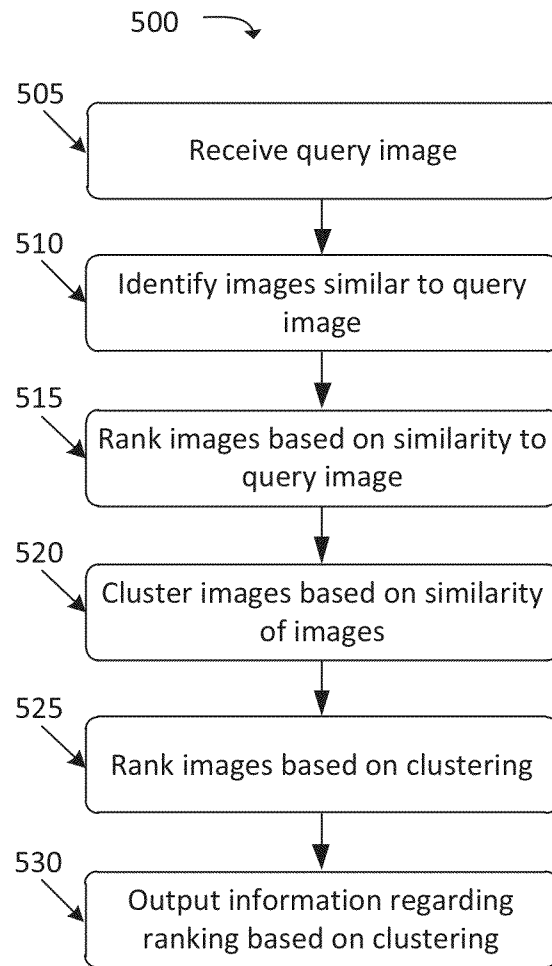 500
505
Receive query image
510
Identify images similar to query
image
515
Rank images based on similarity to
query image
520
Cluster images based on similarity
of images
525
Rank images based on clustering
530
Output information regarding
ranking based on clustering